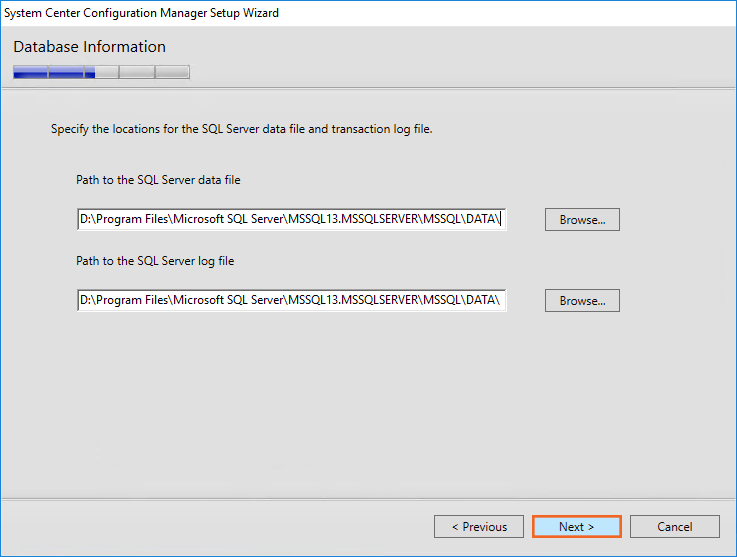 System Center Configuration Manager Setup Wizard
Database Information
Specify the locations for the SQL Server data file and transaction log file.
Path to the SQL Server data file
D:\Program Files\Microsoft SQL Server\MSSQL13.MSSQLSERVER\MSSQL\DATA\
Browse...
Path to the SQL Server log file
D:\Program Files\Microsoft SQL Server\MSSQL13.MSSQLSERVER\MSSQL\DATA\
Browse...
< Previous
Next >
Cancel